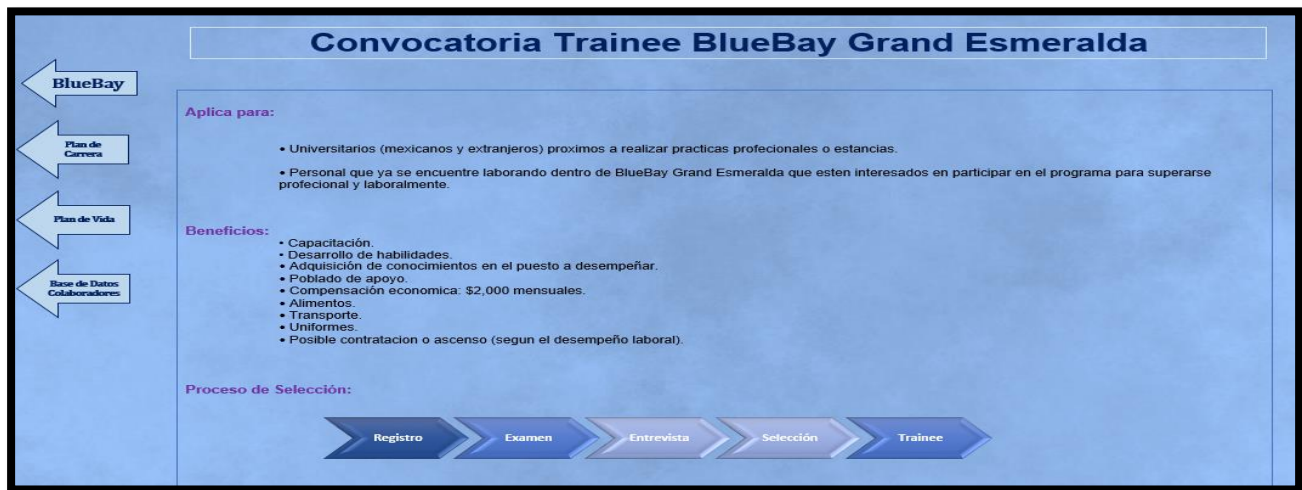 Convocatoria Trainee BlueBay Grand Esmeralda
BlueBay
Plan de
Carrera
Plan de Vida
Base de Datos
Colaboradores
Aplica para:
• Universitarios (mexicanos y extranjeros) proximos a realizar practicas profecionales o estancias.
• Personal que ya se encuentre laborando dentro de BlueBay Grand Esmeralda que esten interesados en participar en el programa para superarse
profecional y laboralmente.
Beneficios:
• Capacitación.
• Desarrollo de habilidades.
• Adquisición de conocimientos en el puesto a desempeñar.
• Poblado de apoyo.
• Compensación economica: $2,000 mensuales.
• Alimentos.
• Transporte.
• Uniformes.
• Posible contratacion o ascenso (segun el desempeño laboral).
Proceso de Selección:
Registro
Examen
Entrevista
Selección
Trainee